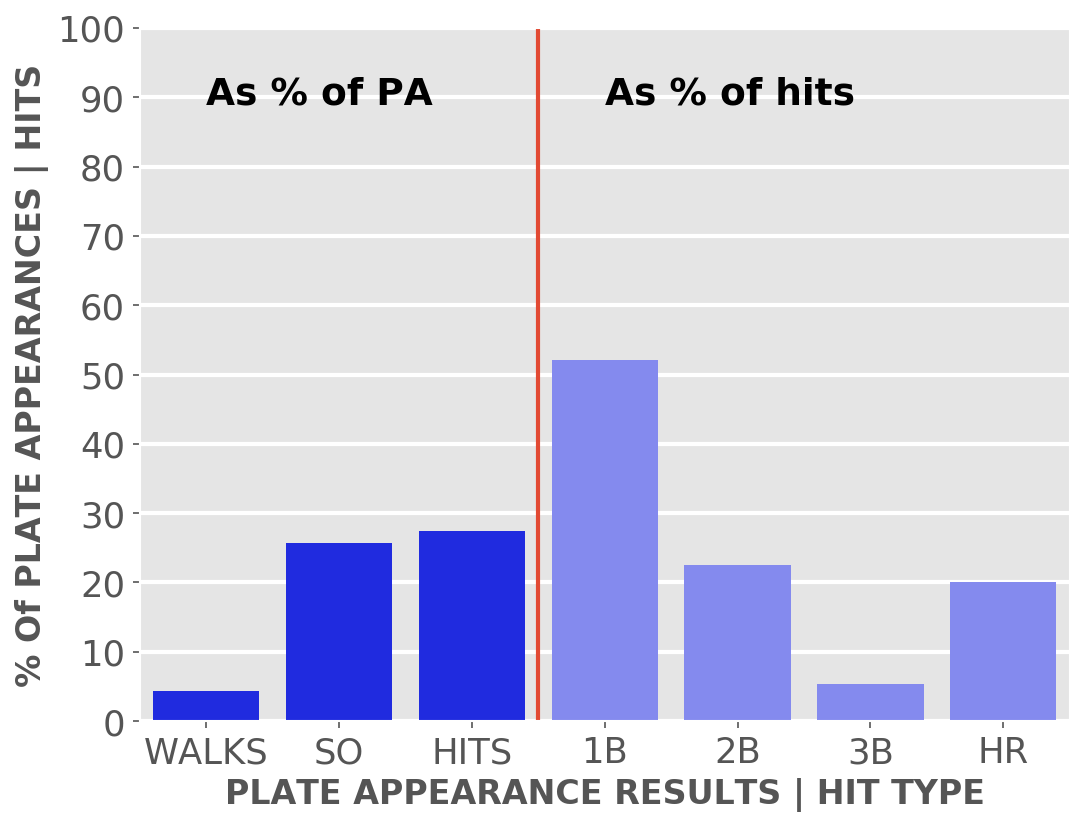 % Of PLATE APPEARANCES | HITS
100
90
80
70
60
50
40
30
20
10
0
As % of PA
As % of hits
WALKS
SO
HITS
1B
2B
3B
HR
PLATE APPEARANCE RESULTS | HIT TYPE